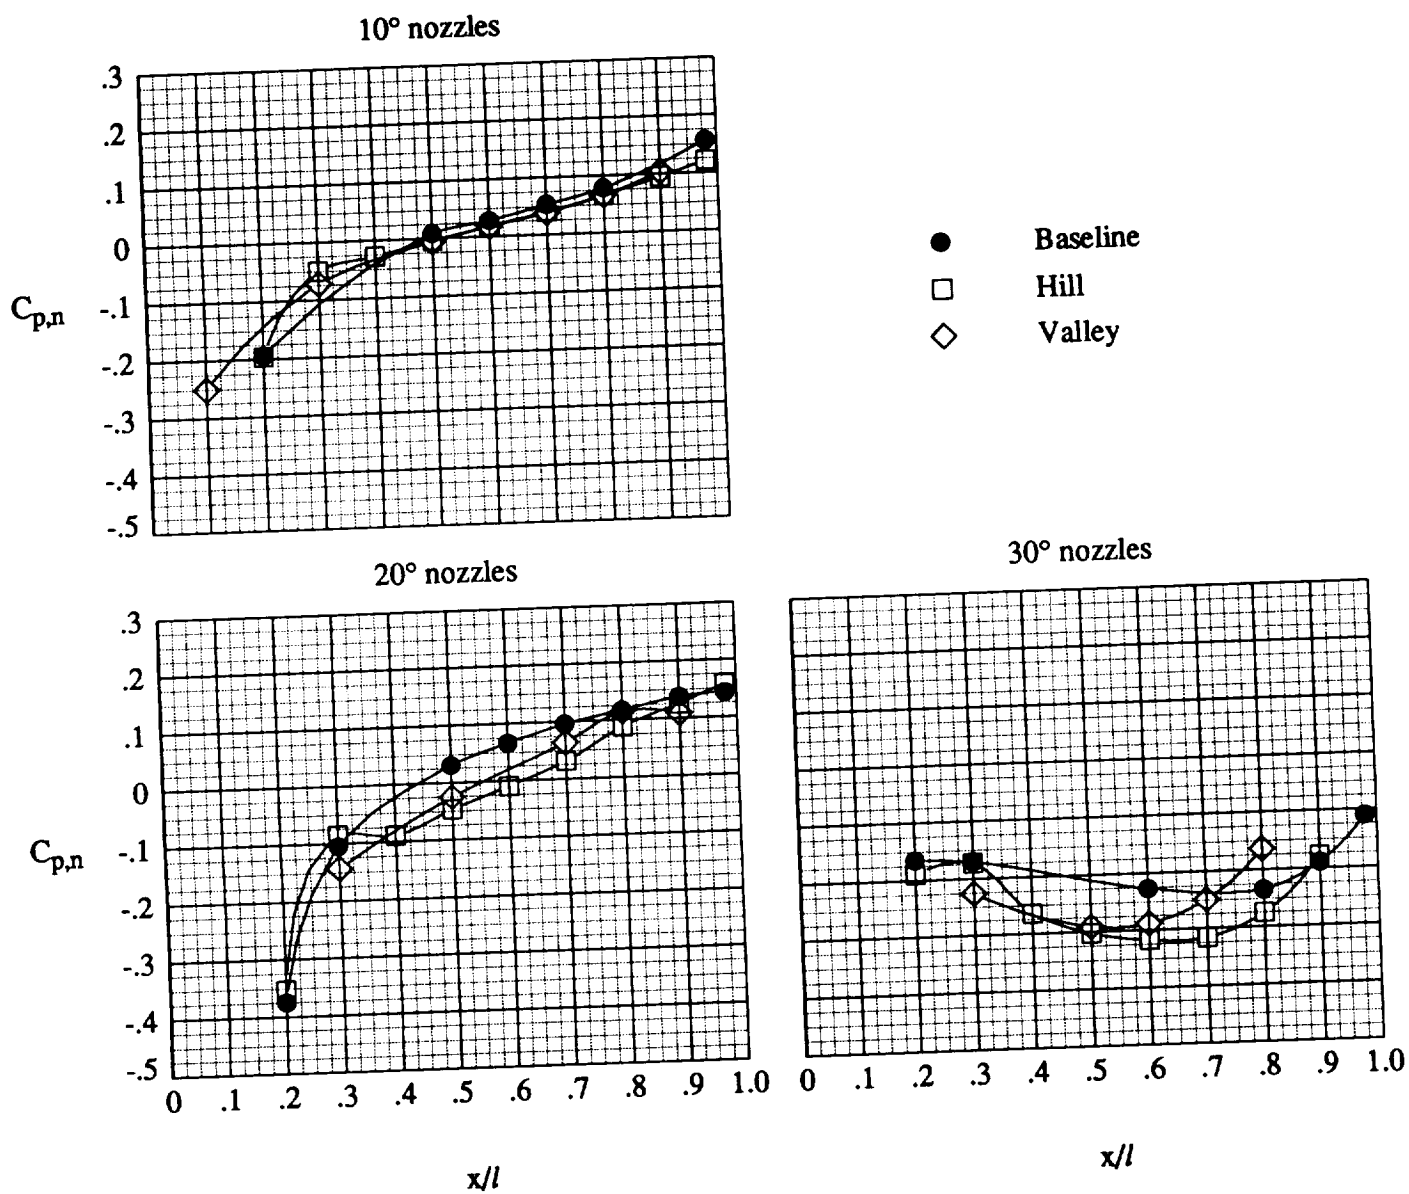 10° nozzles
.3
.2
.1
0
-.1
-.2
-.3
-.4
-.5
C_p,n
Baseline
Hill
Valley
20° nozzles
.3
.2
.1
0
-.1
-.2
-.3
-.4
-.5
C_p,n
0 .1 .2 .3 .4 .5 .6 .7 .8 .9 1.0
x/l
30° nozzles
0 .1 .2 .3 .4 .5 .6 .7 .8 .9 1.0
x/l